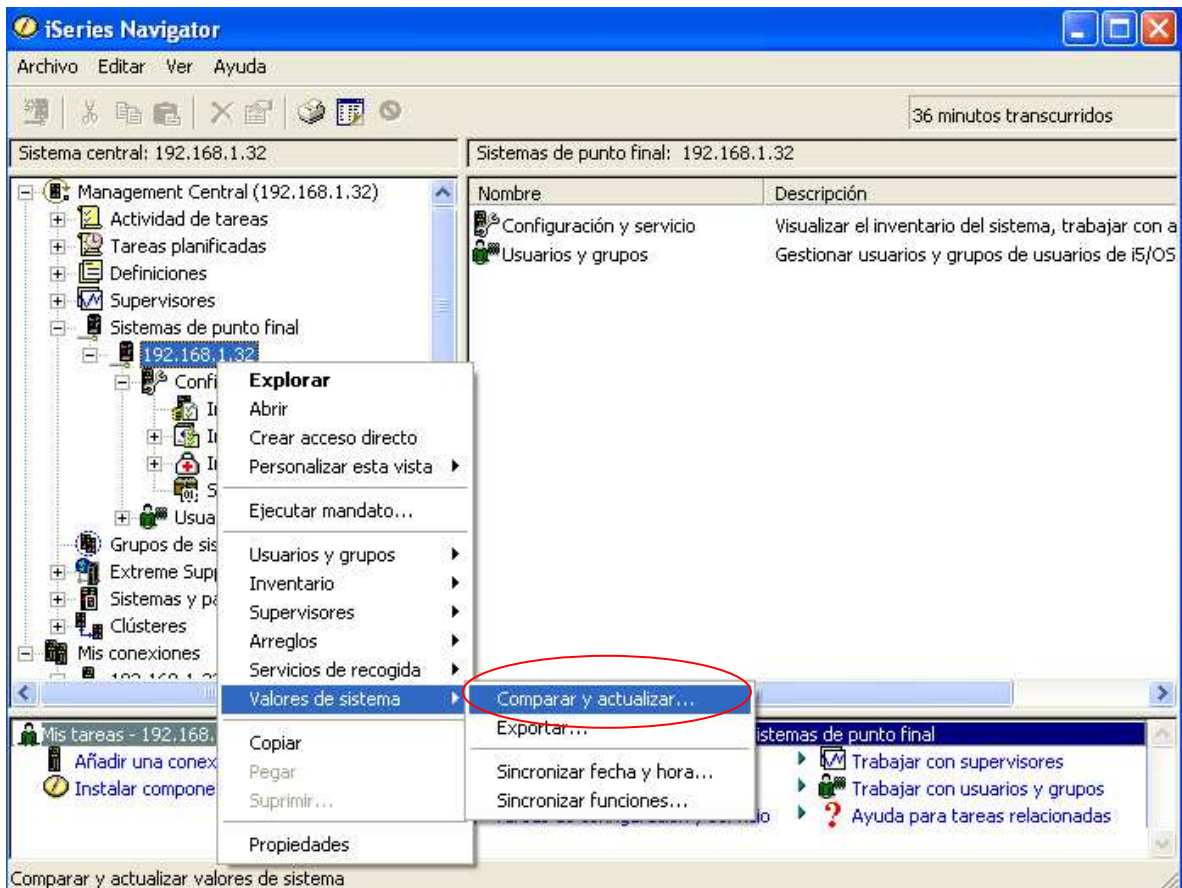 iSeries Navigator
Archivo Editar Ver Ayuda
36 minutos transcurridos
Sistema central: 192.168.1.32
Sistemas de punto final: 192.168.1.32
Management Central (192.168.1.32)
Actividad de tareas
Tareas planificadas
Definiciones
Supervisores
Sistemas de punto final
192.168.1.32
Confi
Usua
Grupos de sis
Extreme Supp
Sistemas y pa
Clústeres
Mis conexiones
Nombre Descripción
Configuración y servicio Visualizar el inventario del sistema, trabajar con a
Usuarios y grupos Gestionar usuarios y grupos de usuarios de i5/OS
Explorar
Abrir
Crear acceso directo
Personalizar esta vista
Ejecutar mandato...
Usuarios y grupos
Inventario
Supervisores
Arreglos
Servicios de recogida
Valores de sistema
Copiar
Pegar
Suprimir...
Propiedades
Comparar y actualizar...
Exportar...
Sincronizar fecha y hora...
Sincronizar funciones...
Mis tareas - 192.168.
Añadir una conex
Instalar compone
istemas de punto final
Trabajar con supervisores
Trabajar con usuarios y grupos
Ayuda para tareas relacionadas
Comparar y actualizar valores de sistema